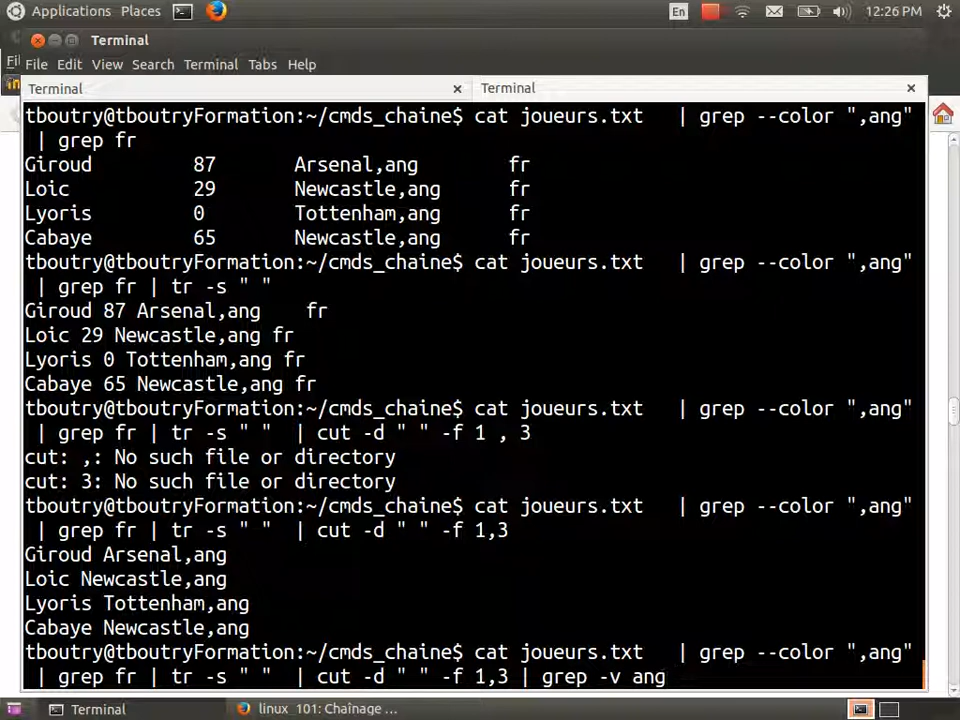 Applications Places En 12:26 PM
Terminal
File Edit View Search Terminal Tabs Help
Terminal Terminal
tboutry@tboutryFormation:~/cmds_chaine$ cat joueurs.txt   | grep --color ",ang"
 | grep fr
Giroud 87 Arsenal,ang fr
Loic 29 Newcastle,ang fr
Lyoris 0 Tottenham,ang fr
Cabaye 65 Newcastle,ang fr
tboutry@tboutryFormation:~/cmds_chaine$ cat joueurs.txt   | grep --color ",ang"
 | grep fr | tr -s " "
Giroud 87 Arsenal,ang    fr
Loic 29 Newcastle,ang fr
Lyoris 0 Tottenham,ang fr
Cabaye 65 Newcastle,ang fr
tboutry@tboutryFormation:~/cmds_chaine$ cat joueurs.txt   | grep --color ",ang"
 | grep fr | tr -s " "  | cut -d " " -f 1 , 3
cut: ,: No such file or directory
cut: 3: No such file or directory
tboutry@tboutryFormation:~/cmds_chaine$ cat joueurs.txt   | grep --color ",ang"
 | grep fr | tr -s " "  | cut -d " " -f 1,3
Giroud Arsenal,ang
Loic Newcastle,ang
Lyoris Tottenham,ang
Cabaye Newcastle,ang
tboutry@tboutryFormation:~/cmds_chaine$ cat joueurs.txt   | grep --color ",ang"
 | grep fr | tr -s " "  | cut -d " " -f 1,3 | grep -v ang
Terminal linux_101: Chaînage ...